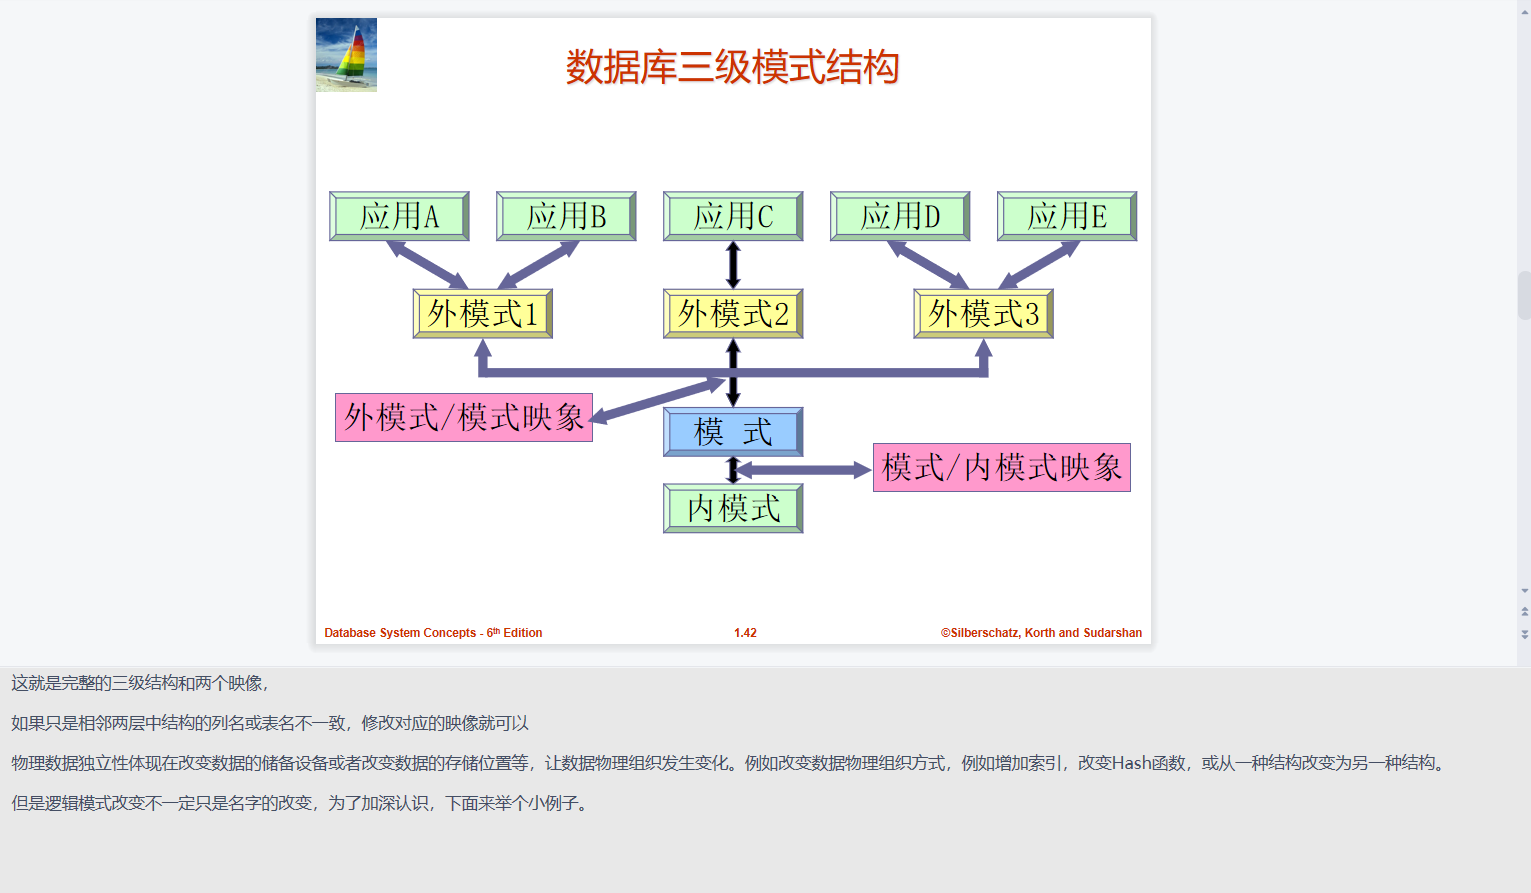 数据库三级模式结构
应用A 应用B 应用C 应用D 应用E
外模式1 外模式2 外模式3
外模式/模式映象
模 式
模式/内模式映象
内模式
Database System Concepts - 6th Edition 1.42 ©Silberschatz, Korth and Sudarshan
这就是完整的三级结构和两个映像，
如果只是相邻两层中结构的列名或表名不一致，修改对应的映像就可以
物理数据独立性体现在改变数据的储备设备或者改变数据的存储位置等，让数据物理组织发生变化。例如改变数据物理组织方式，例如增加索引，改变Hash函数，或从一种结构改变为另一种结构。
但是逻辑模式改变不一定只是名字的改变，为了加深认识，下面来举个小例子。